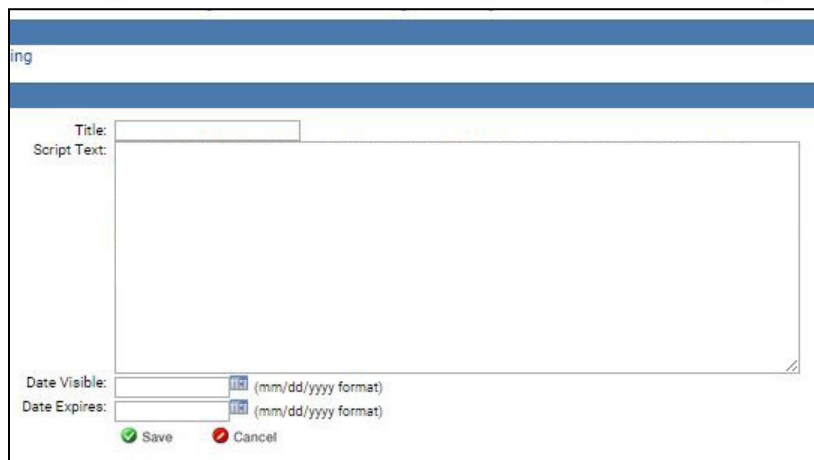 ing
Title:
Script Text:
Date Visible: (mm/dd/yyyy format)
Date Expires: (mm/dd/yyyy format)
Save Cancel